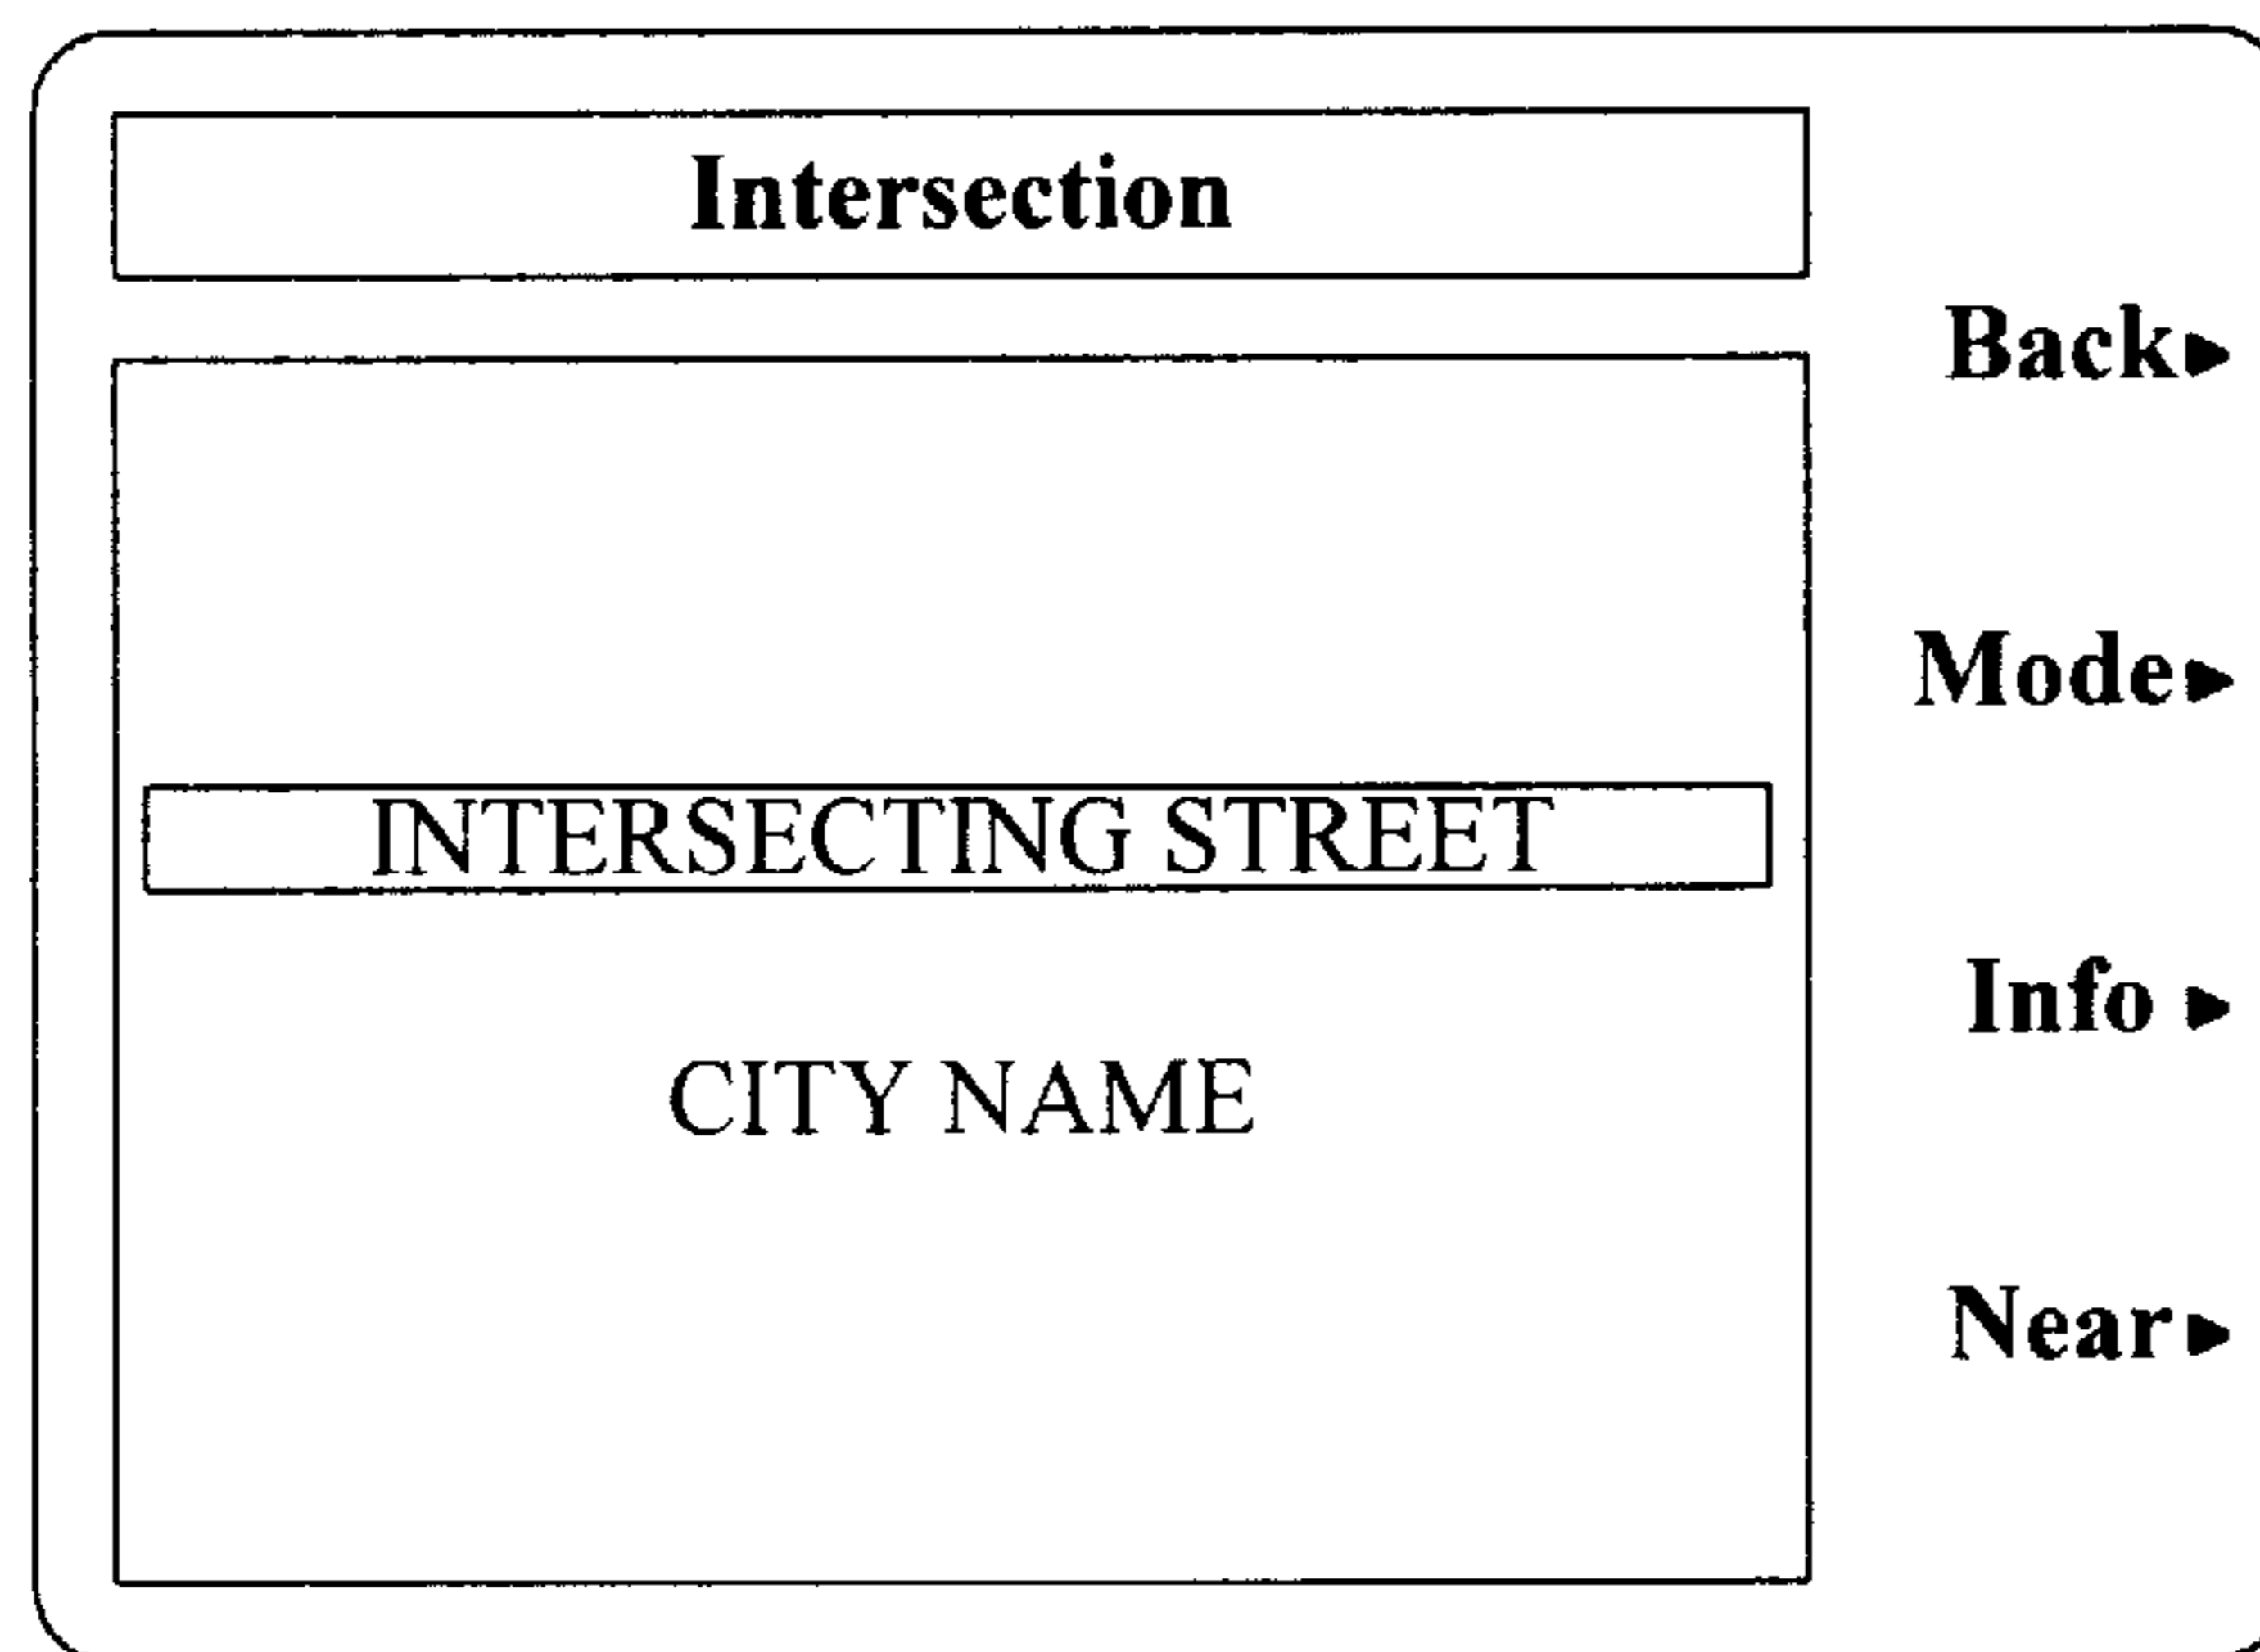 Intersection
Back
Mode
INTERSECTING STREET
Info
CITY NAME
Near